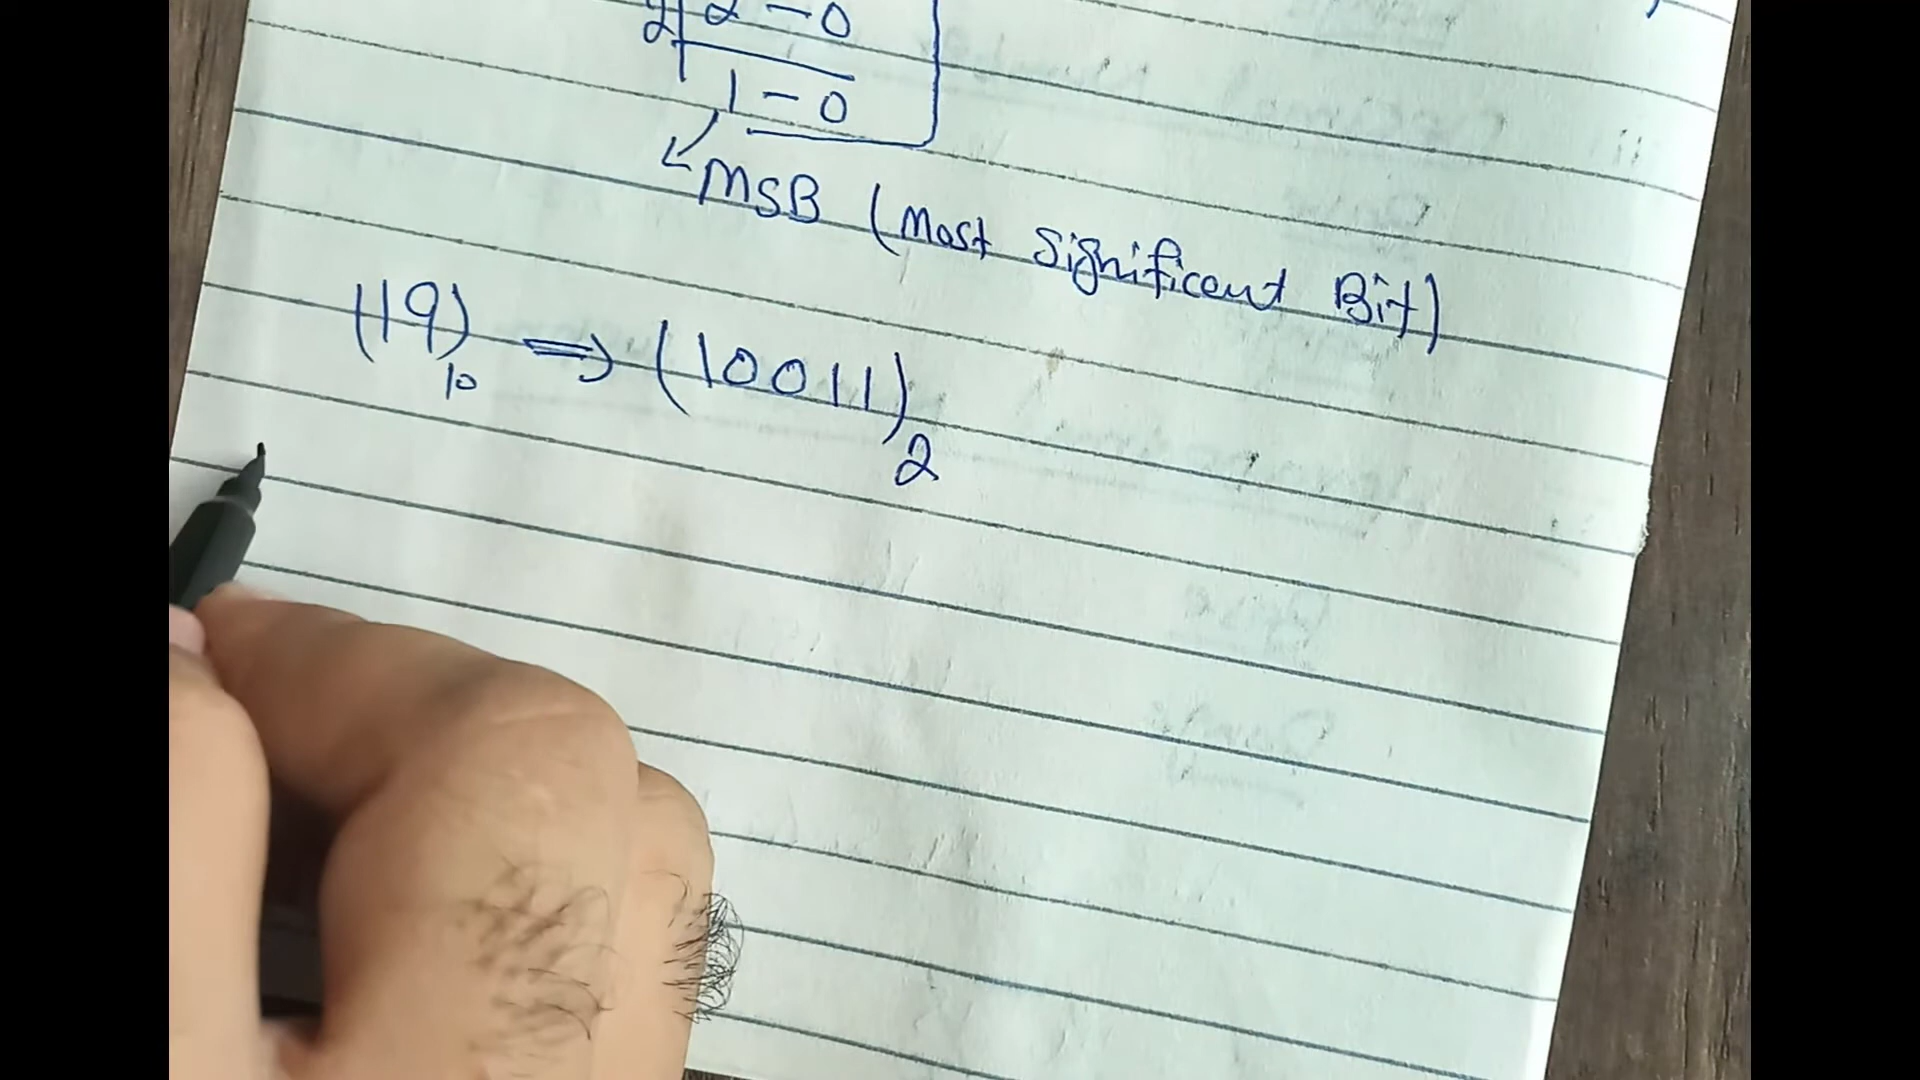 2 2 - 0
1 - 0
MSB (Most Significant Bit)
(19)10 ⇒ (10011)2